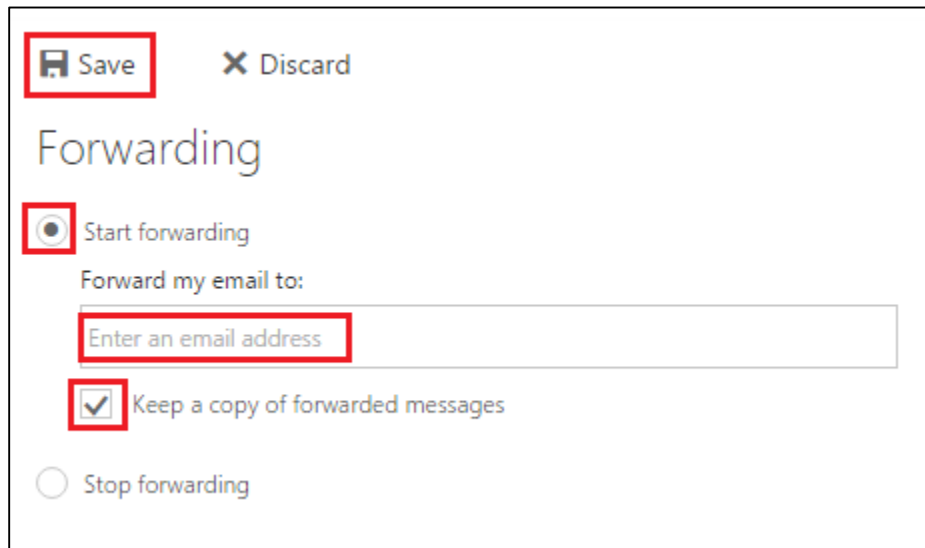 Save Discard
Forwarding
Start forwarding
Forward my email to:
Enter an email address
Keep a copy of forwarded messages
Stop forwarding